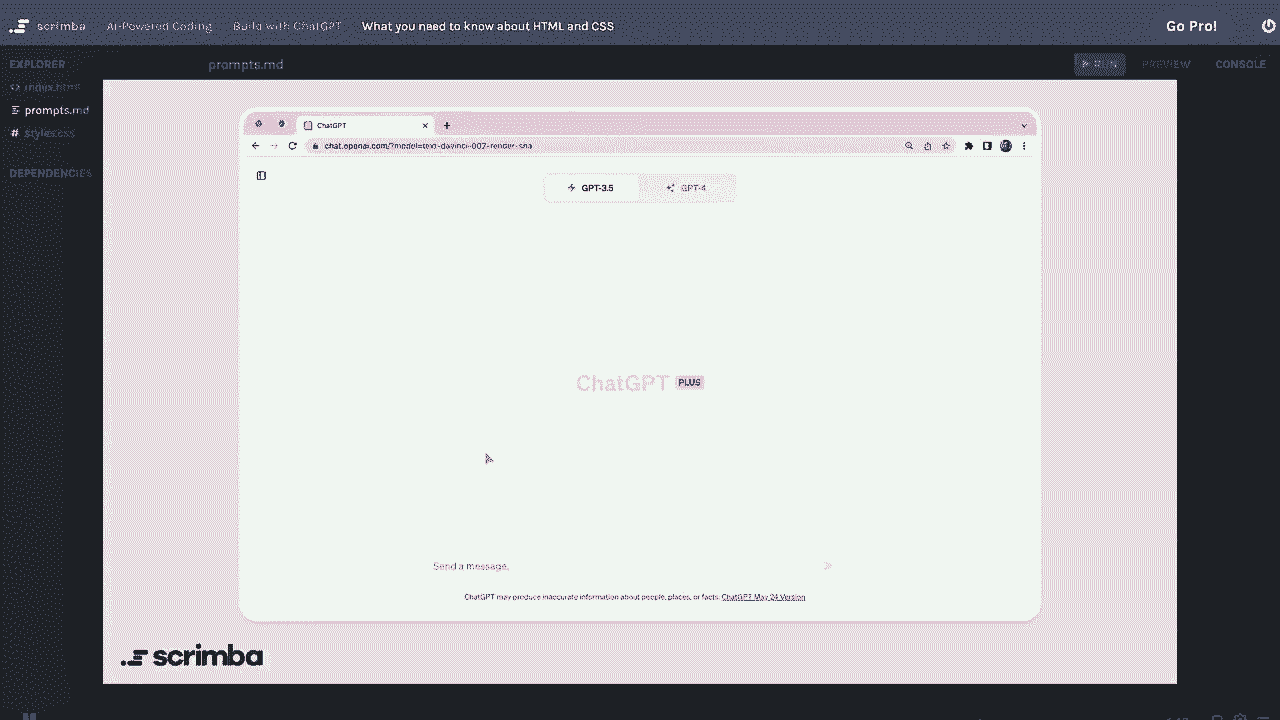 scrimba AI-Powered Coding Build with ChatGPT What you need to know about HTML and CSS Go Pro!
EXPLORER prompts.md RUN PREVIEW CONSOLE
index.html
prompts.md
styles.css
DEPENDENCIES
ChatGPT
chat.openai.com/?model=text-davinci-002-render-sha
GPT-3.5 GPT-4
ChatGPT PLUS
Send a message.
ChatGPT may produce inaccurate information about people, places, or facts. ChatGPT May 24 Version
scrimba